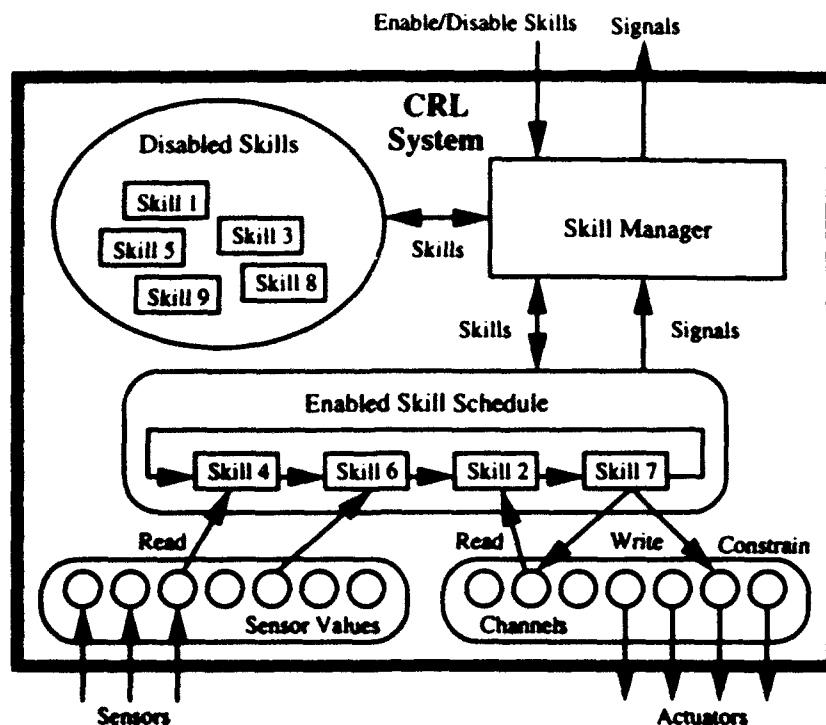 Enable/Disable Skills
Signals
CRL
System
Disabled Skills
Skill 1
Skill 3
Skill 5
Skill 8
Skill 9
Skills
Skill Manager
Skills
Signals
Enabled Skill Schedule
Skill 4
Skill 6
Skill 2
Skill 7
Read
Read
Write
Constrain
Sensor Values
Channels
Sensors
Actuators